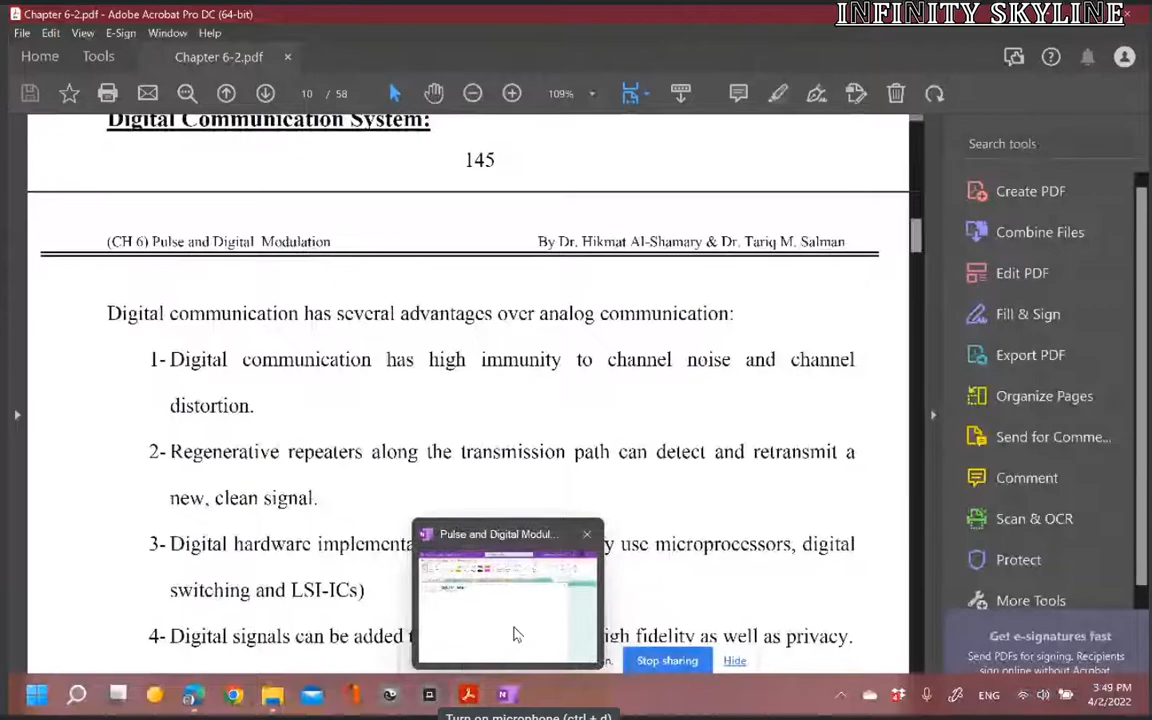 Chapter 6-2.pdf - Adobe Acrobat Pro DC (64-bit)
INFINITY SKYLINE
File Edit View E-Sign Window Help
Home Tools Chapter 6-2.pdf
10 / 58 109%
Digital Communication System:
145
(CH 6) Pulse and Digital Modulation By Dr. Hikmat Al-Shamary & Dr. Tariq M. Salman
Digital communication has several advantages over analog communication:
1- Digital communication has high immunity to channel noise and channel
distortion.
2- Regenerative repeaters along the transmission path can detect and retransmit a
new, clean signal.
3- Digital hardware implementa y use microprocessors, digital
switching and LSI-ICs)
4- Digital signals can be added igh fidelity as well as privacy.
Pulse and Digital Modul...
Stop sharing Hide
Search tools
Create PDF
Combine Files
Edit PDF
Fill & Sign
Export PDF
Organize Pages
Send for Comme...
Comment
Scan & OCR
Protect
More Tools
Get e-signatures fast
Send PDFs for signing. Recipients
sign online without Acrobat
ENG
3:49 PM
4/2/2022
Turn on microphone (ctrl + d)